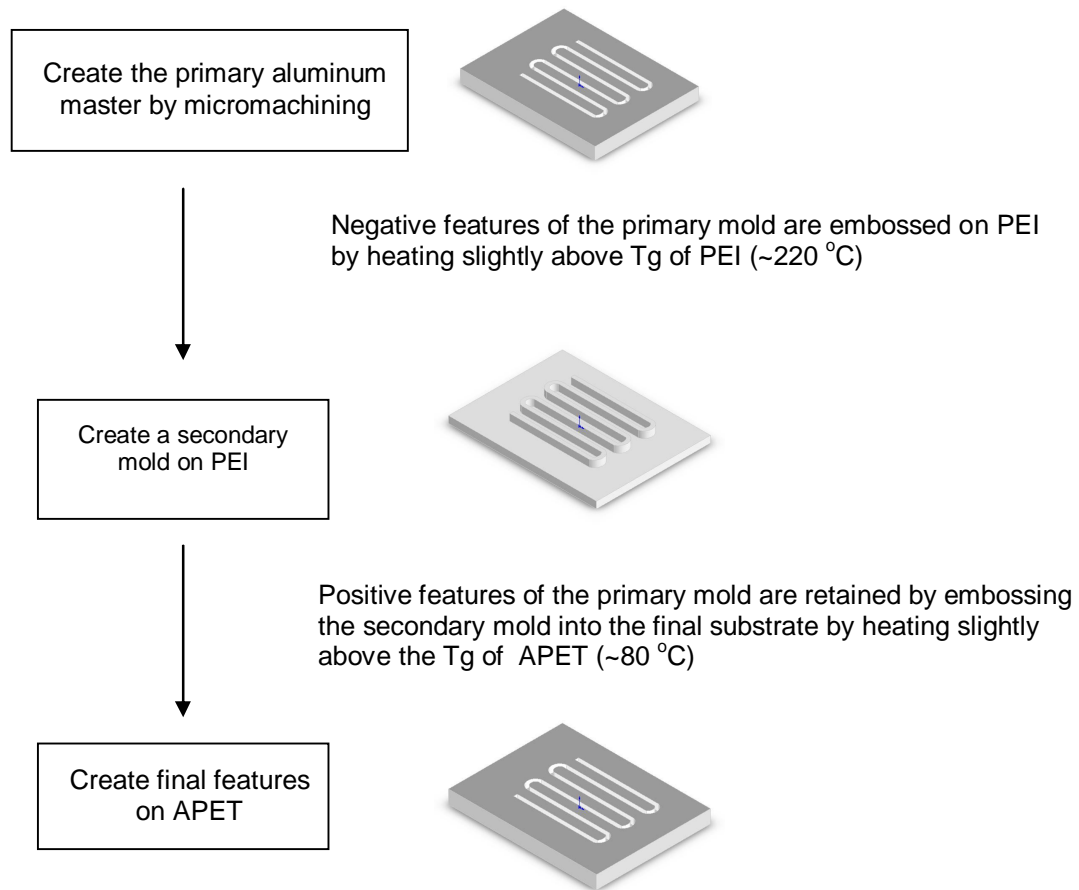 Create the primary aluminum
master by micromachining
Negative features of the primary mold are embossed on PEI
by heating slightly above Tg of PEI (~220 °C)
Create a secondary
mold on PEI
Positive features of the primary mold are retained by embossing
the secondary mold into the final substrate by heating slightly
above the Tg of  APET (~80 °C)
Create final features
on APET